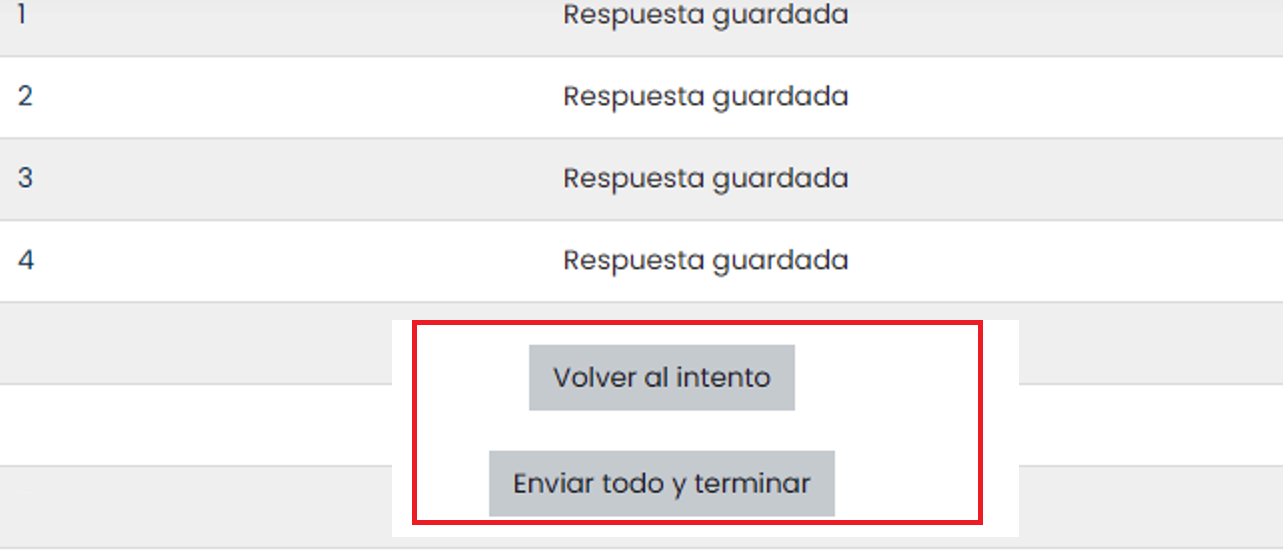 1 Respuesta guardada
2 Respuesta guardada
3 Respuesta guardada
4 Respuesta guardada
Volver al intento
Enviar todo y terminar